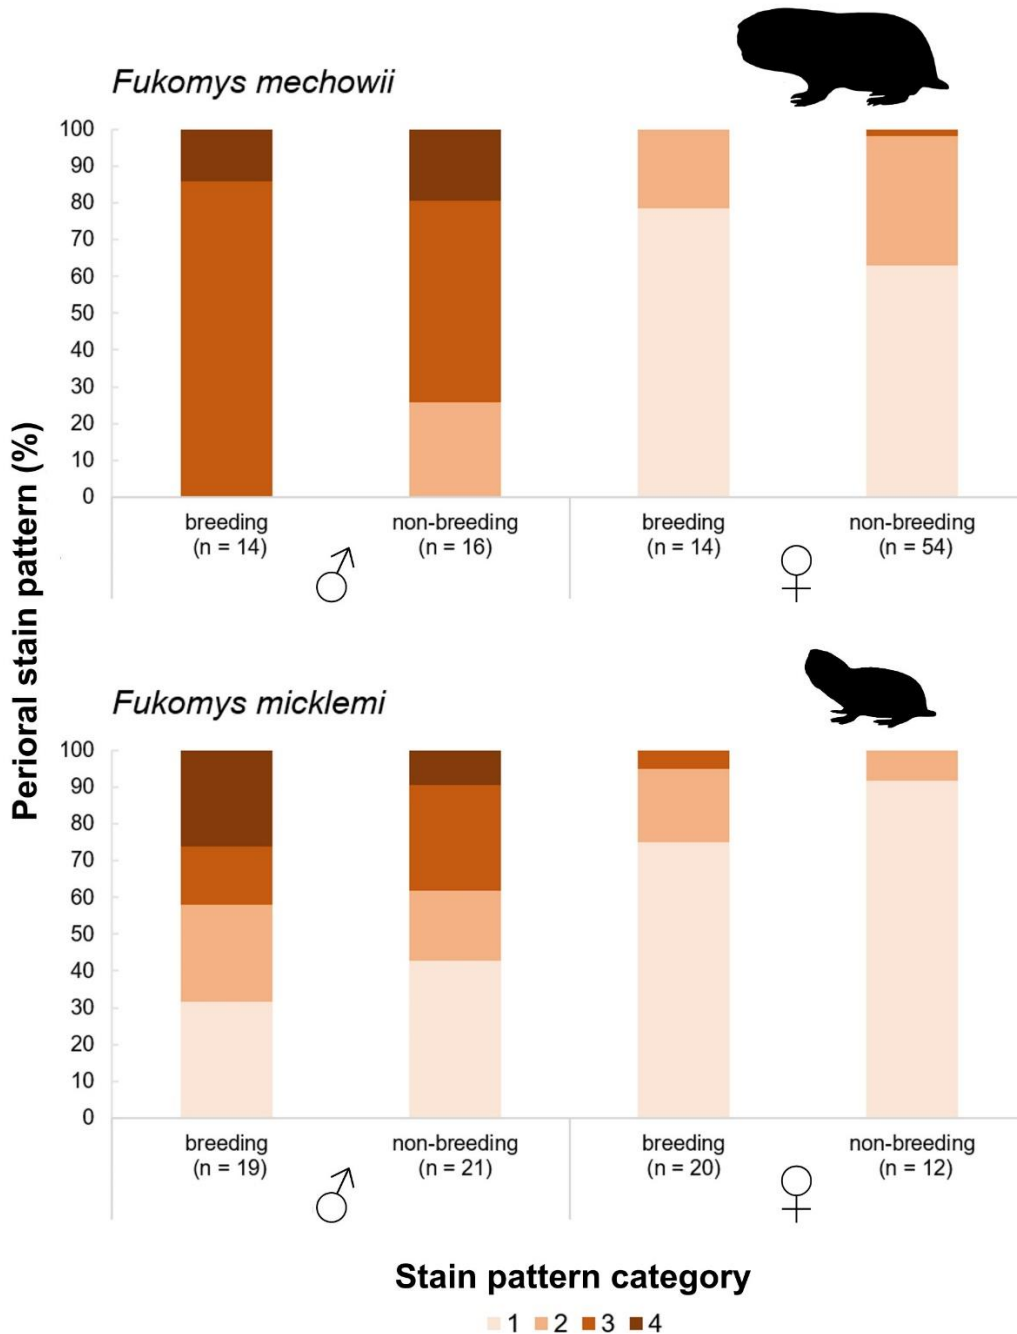 Fukomys mechowii
100
90
80
70
60
50
40
30
20
10
0
breeding non-breeding breeding non-breeding
(n = 14) (n = 16) (n = 14) (n = 54)
♂ ♀
Perioral stain pattern (%)
Fukomys micklemi
100
90
80
70
60
50
40
30
20
10
0
breeding non-breeding breeding non-breeding
(n = 19) (n = 21) (n = 20) (n = 12)
♂ ♀
Stain pattern category
1 2 3 4